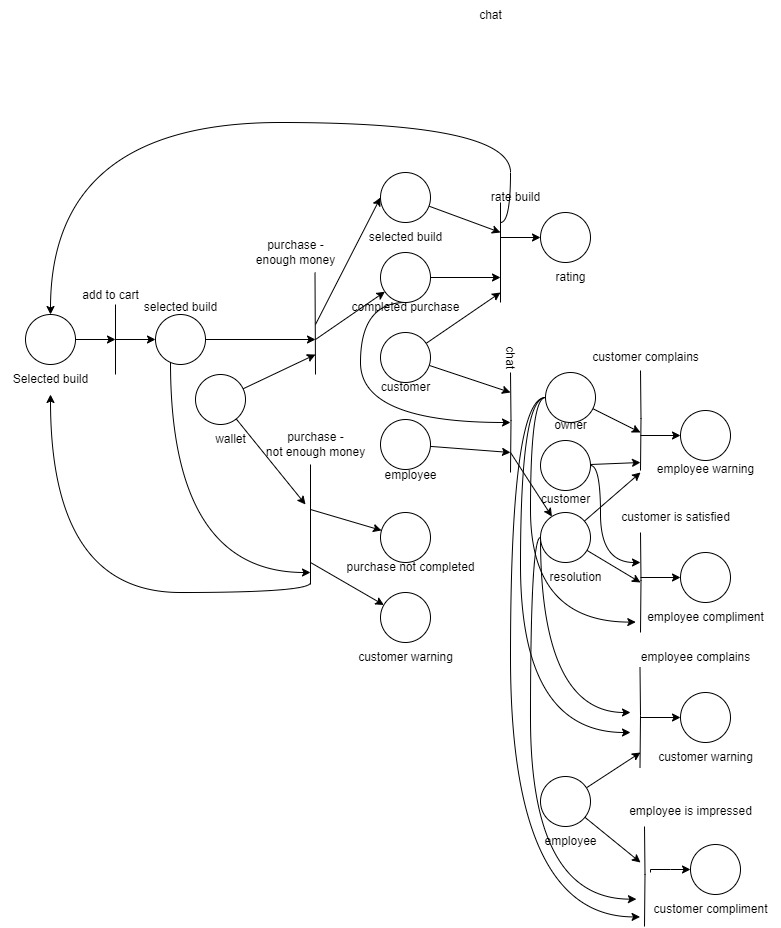 chat
rate build
selected build
purchase -
enough money
rating
add to cart
selected build
completed purchase
Selected build
customer
chat
customer complains
wallet
owner
purchase -
not enough money
employee
employee warning
customer
customer is satisfied
purchase not completed
resolution
employee compliment
customer warning
employee complains
customer warning
employee is impressed
employee
customer compliment